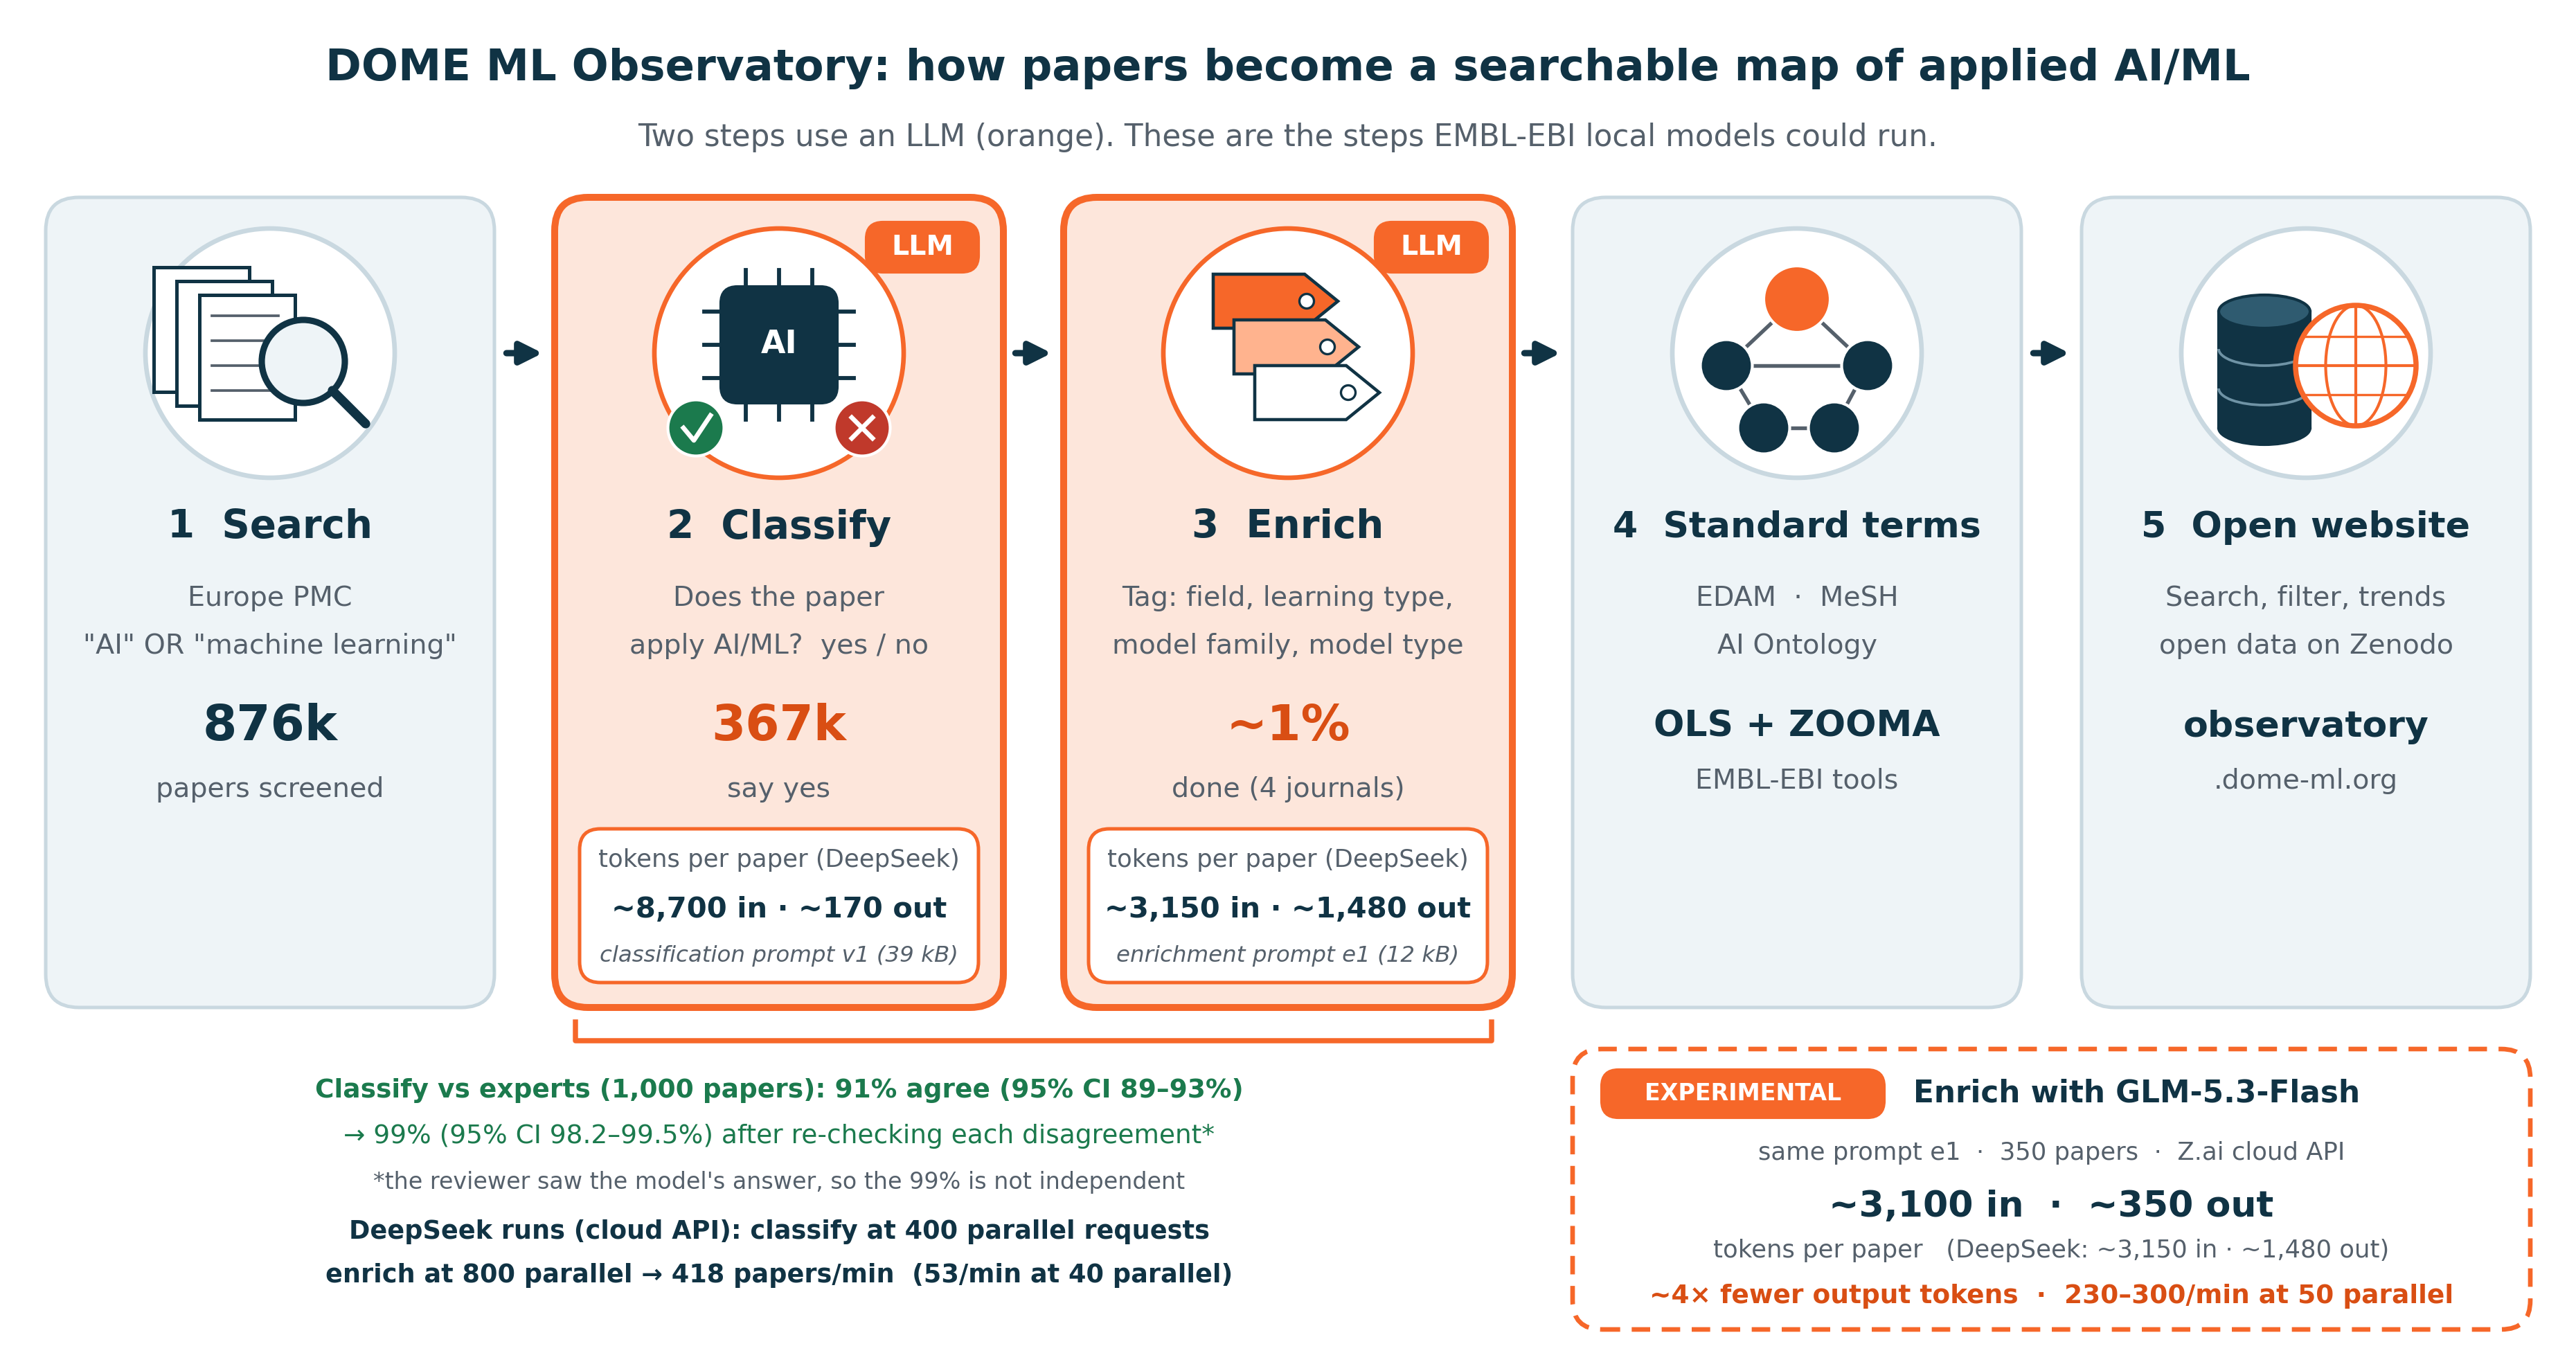 DOME ML Observatory: how papers become a searchable map of applied AI/ML
Two steps use an LLM (orange). These are the steps EMBL-EBI local models could run.
1 Search
Europe PMC
"AI" OR "machine learning"
876k
papers screened
LLM
AI
2 Classify
Does the paper
apply AI/ML? yes / no
367k
say yes
tokens per paper (DeepSeek)
~8,700 in · ~170 out
classification prompt v1 (39 kB)
LLM
3 Enrich
Tag: field, learning type,
model family, model type
~1%
done (4 journals)
tokens per paper (DeepSeek)
~3,150 in · ~1,480 out
enrichment prompt e1 (12 kB)
4 Standard terms
EDAM · MeSH
AI Ontology
OLS + ZOOMA
EMBL-EBI tools
5 Open website
Search, filter, trends
open data on Zenodo
observatory
.dome-ml.org
Classify vs experts (1,000 papers): 91% agree (95% CI 89–93%)
→ 99% (95% CI 98.2–99.5%) after re-checking each disagreement*
*the reviewer saw the model's answer, so the 99% is not independent
DeepSeek runs (cloud API): classify at 400 parallel requests
enrich at 800 parallel → 418 papers/min (53/min at 40 parallel)
EXPERIMENTAL Enrich with GLM-5.3-Flash
same prompt e1 · 350 papers · Z.ai cloud API
~3,100 in · ~350 out
tokens per paper (DeepSeek: ~3,150 in · ~1,480 out)
~4× fewer output tokens · 230–300/min at 50 parallel